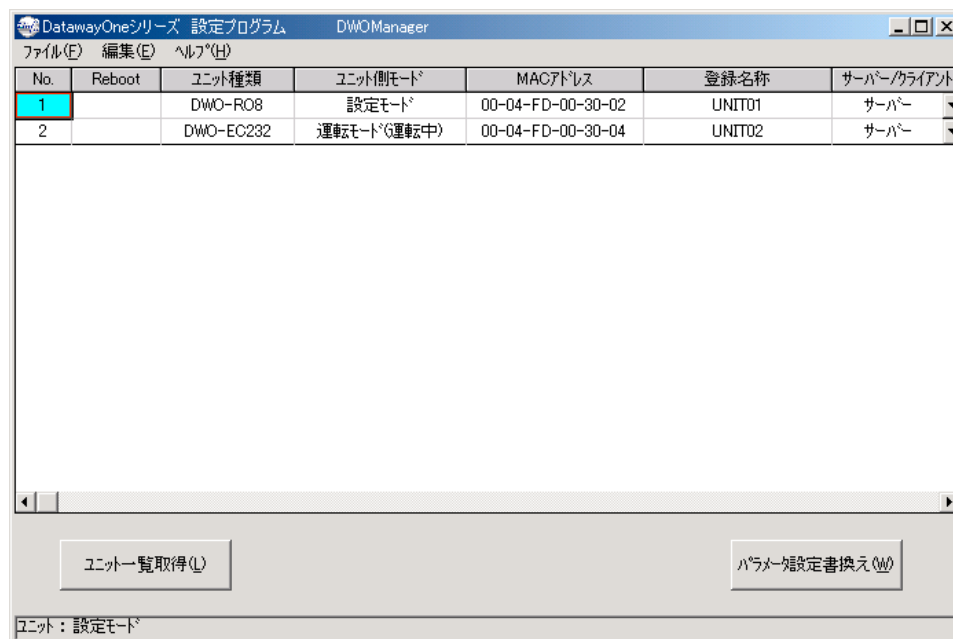 DatawayOneシリーズ 設定プログラム DWOManager
ファイル(F) 編集(E) ﾍﾙﾌﾟ(H)
No. Reboot ユニット種類 ユニット側ﾓｰﾄﾞ MACｱﾄﾞﾚｽ 登録名称 ｻｰﾊﾞｰ/ｸﾗｲｱﾝﾄ
1 DWO-RO8 設定ﾓｰﾄﾞ 00-04-FD-00-30-02 UNIT01 ｻｰﾊﾞｰ
2 DWO-EC232 運転ﾓｰﾄﾞ(運転中) 00-04-FD-00-30-04 UNIT02 ｻｰﾊﾞｰ
ﾕﾆｯﾄ一覧取得(L) ﾊﾟﾗﾒｰﾀ設定書換え(W)
ﾕﾆｯﾄ：設定ﾓｰﾄﾞ